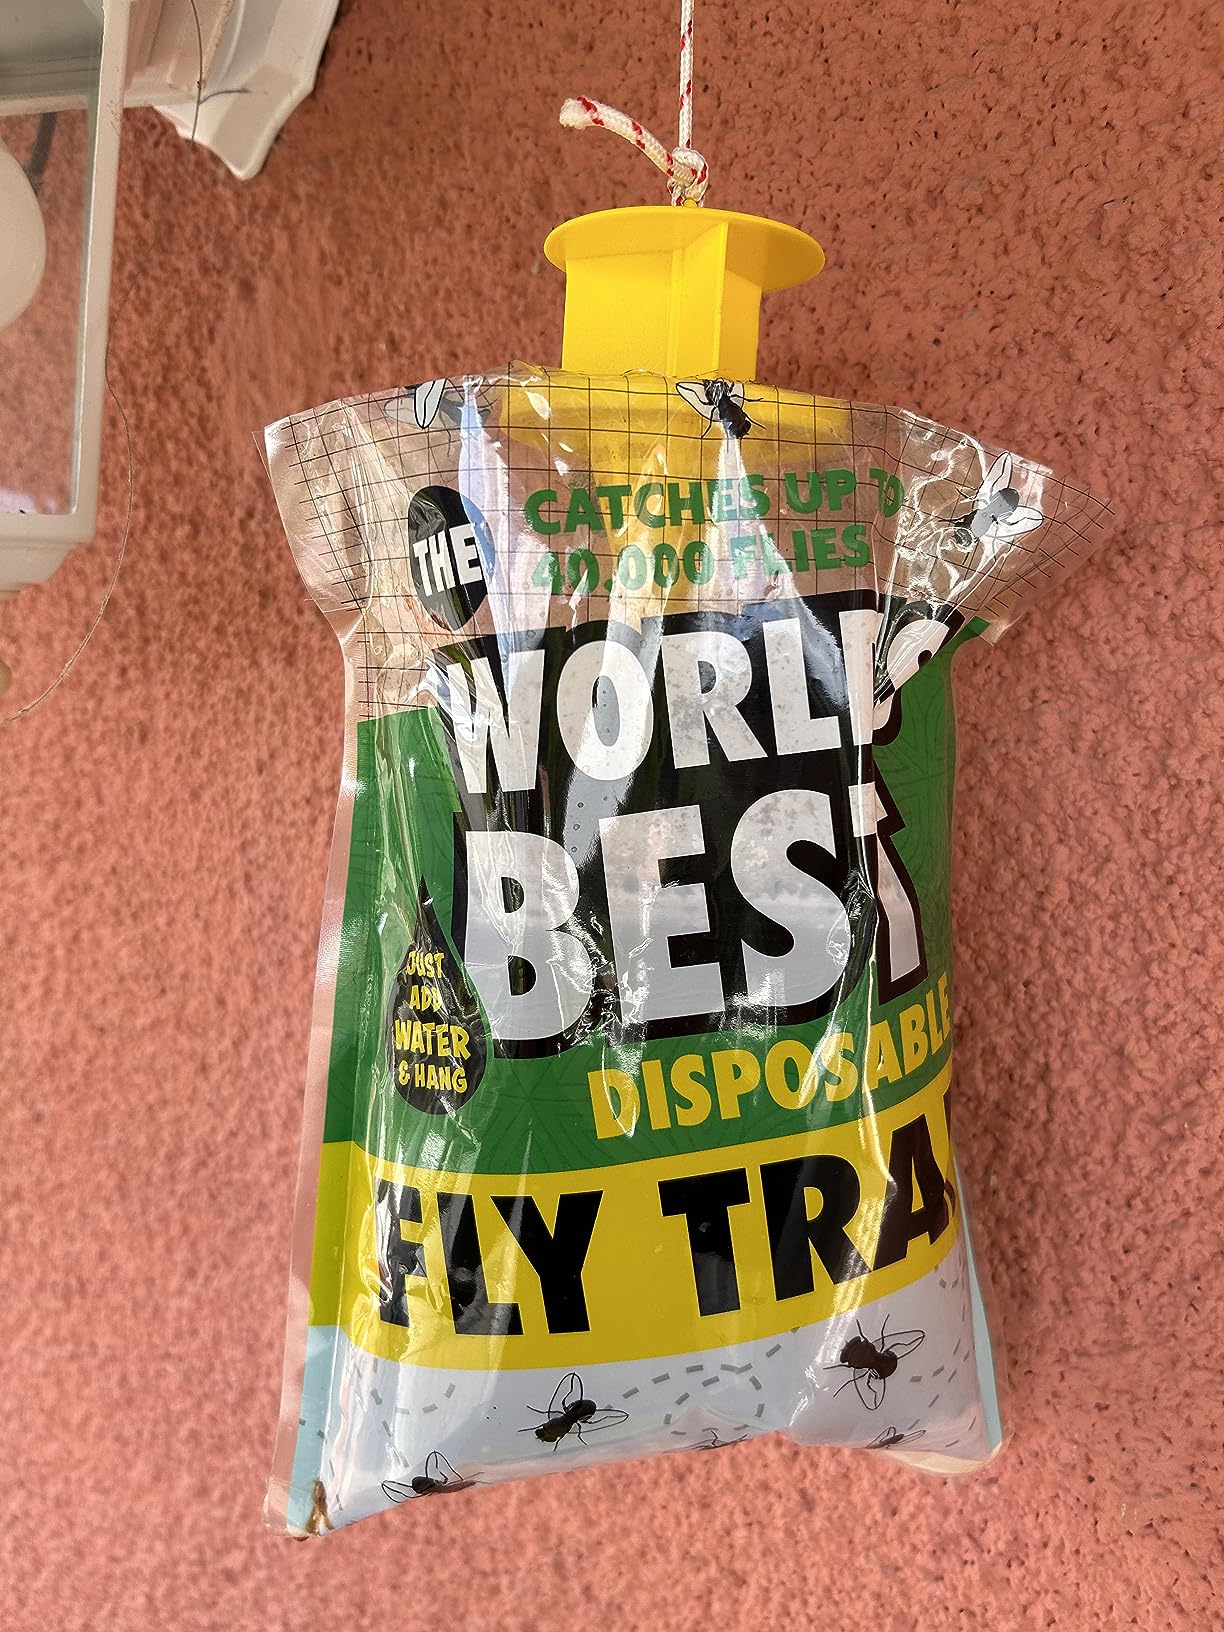 THE
CATCHES UP TO
40,000 FLIES
WORLD'S
BEST
JUST
ADD
WATER
& HANG
DISPOSABLE
FLY TRA